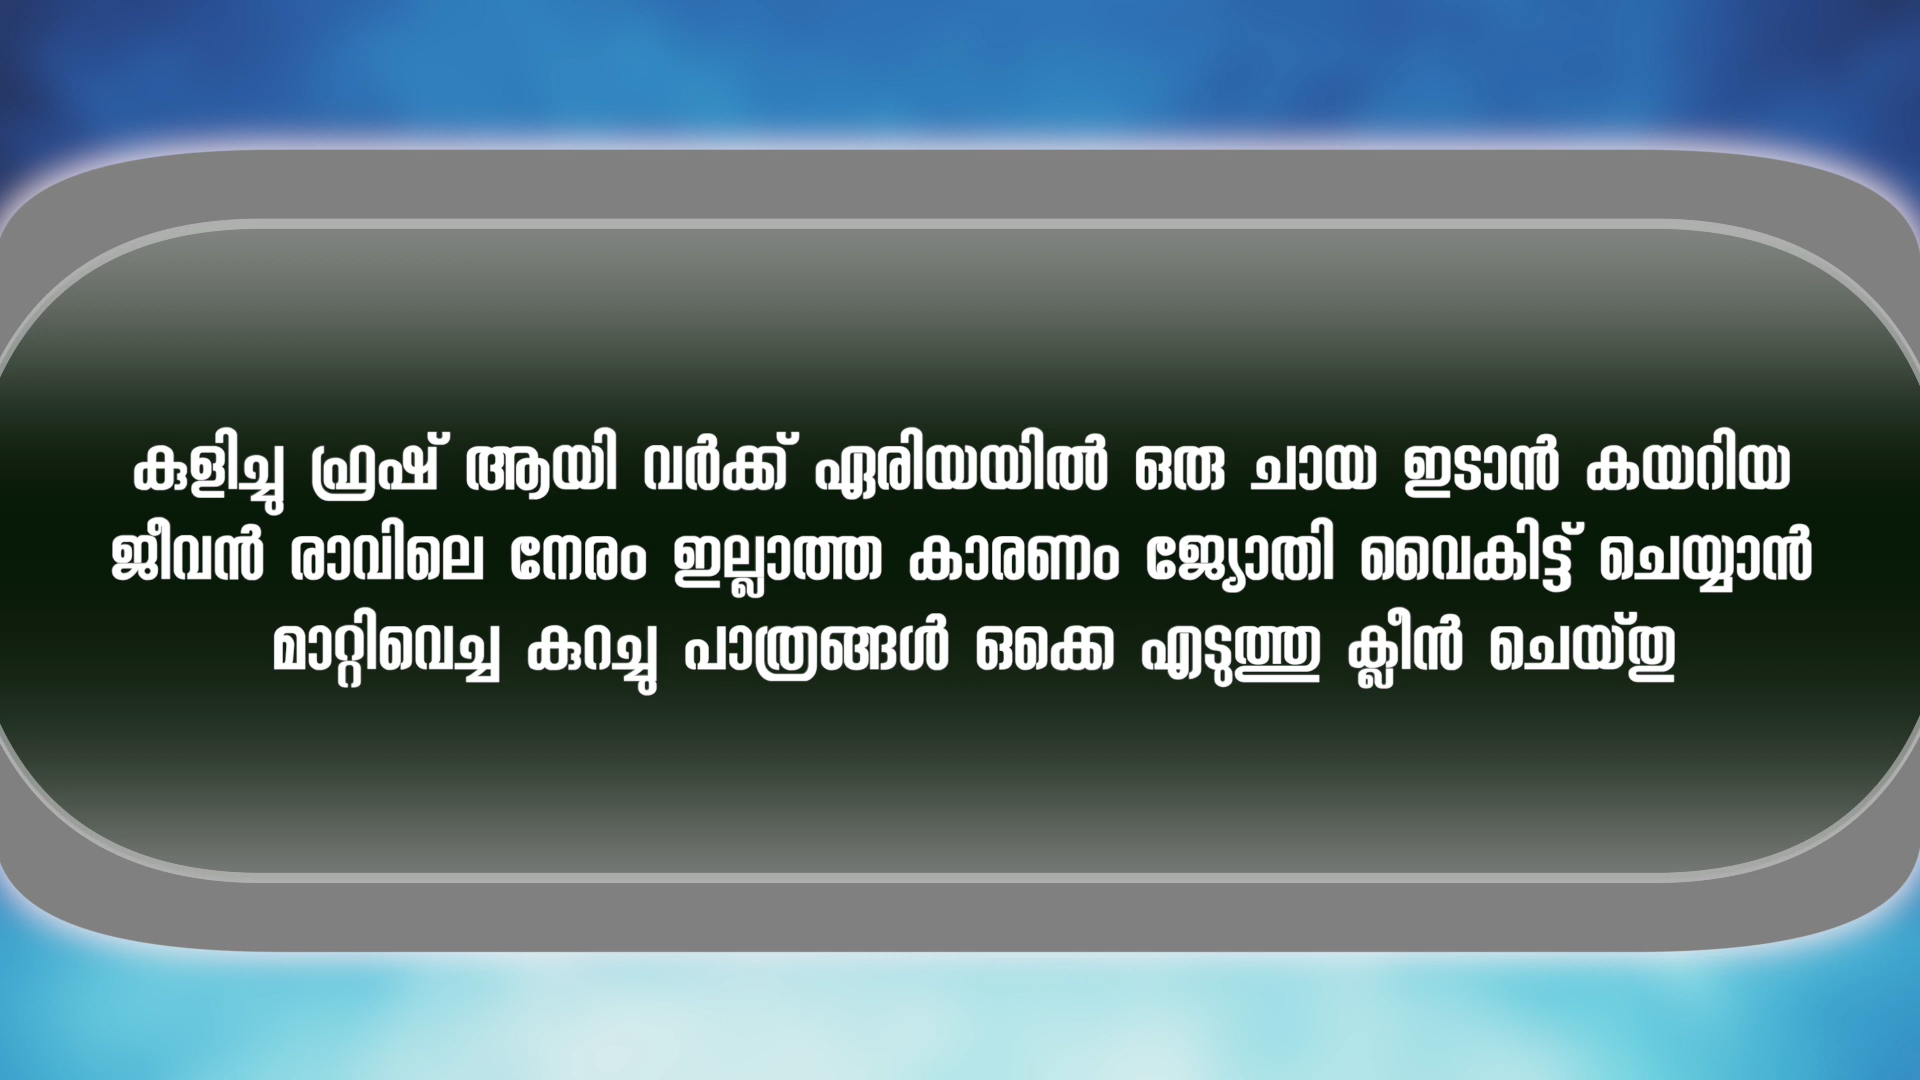 കുളിച്ചു ഫ്രഷ് ആയി വർക്ക് ഏരിയയിൽ ഒരു ചായ ഇടാൻ കയറിയ
ജീവൻ രാവിലെ നേരം ഇല്ലാത്ത കാരണം ജ്യോതി വൈകിട്ട് ചെയ്യാൻ
മാറ്റിവെച്ച കുറച്ചു പാത്രങ്ങൾ ഒക്കെ എടുത്തു ക്ലീൻ ചെയ്തു